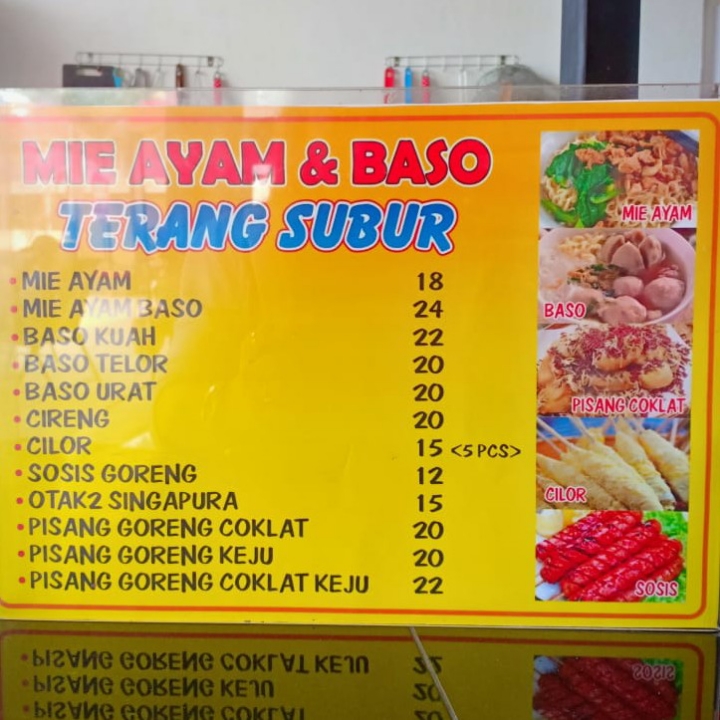 MIE AYAM & BASO
TERANG SUBUR
• MIE AYAM 18
• MIE AYAM BASO 24
• BASO KUAH 22
• BASO TELOR 20
• BASO URAT 20
• CIRENG 20
• CILOR 15 <5 PCS>
• SOSIS GORENG 12
• OTAK2 SINGAPURA 15
• PISANG GORENG COKLAT 20
• PISANG GORENG KEJU 20
• PISANG GORENG COKLAT KEJU 22
MIE AYAM
BASO
PISANG COKLAT
CILOR
SOSIS